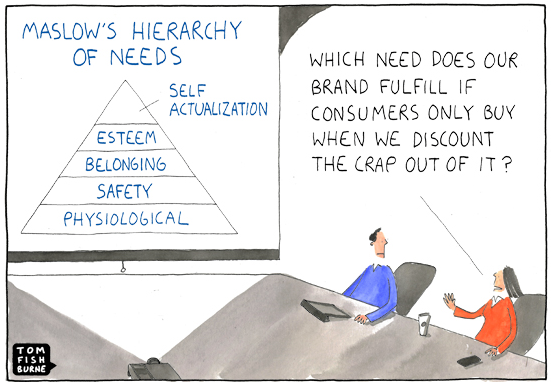 MASLOW'S HIERARCHY
OF NEEDS
SELF
ACTUALIZATION
ESTEEM
BELONGING
SAFETY
PHYSIOLOGICAL
WHICH NEED DOES OUR
BRAND FULFILL IF
CONSUMERS ONLY BUY
WHEN WE DISCOUNT
THE CRAP OUT OF IT?
TOM
FISH
BURNE